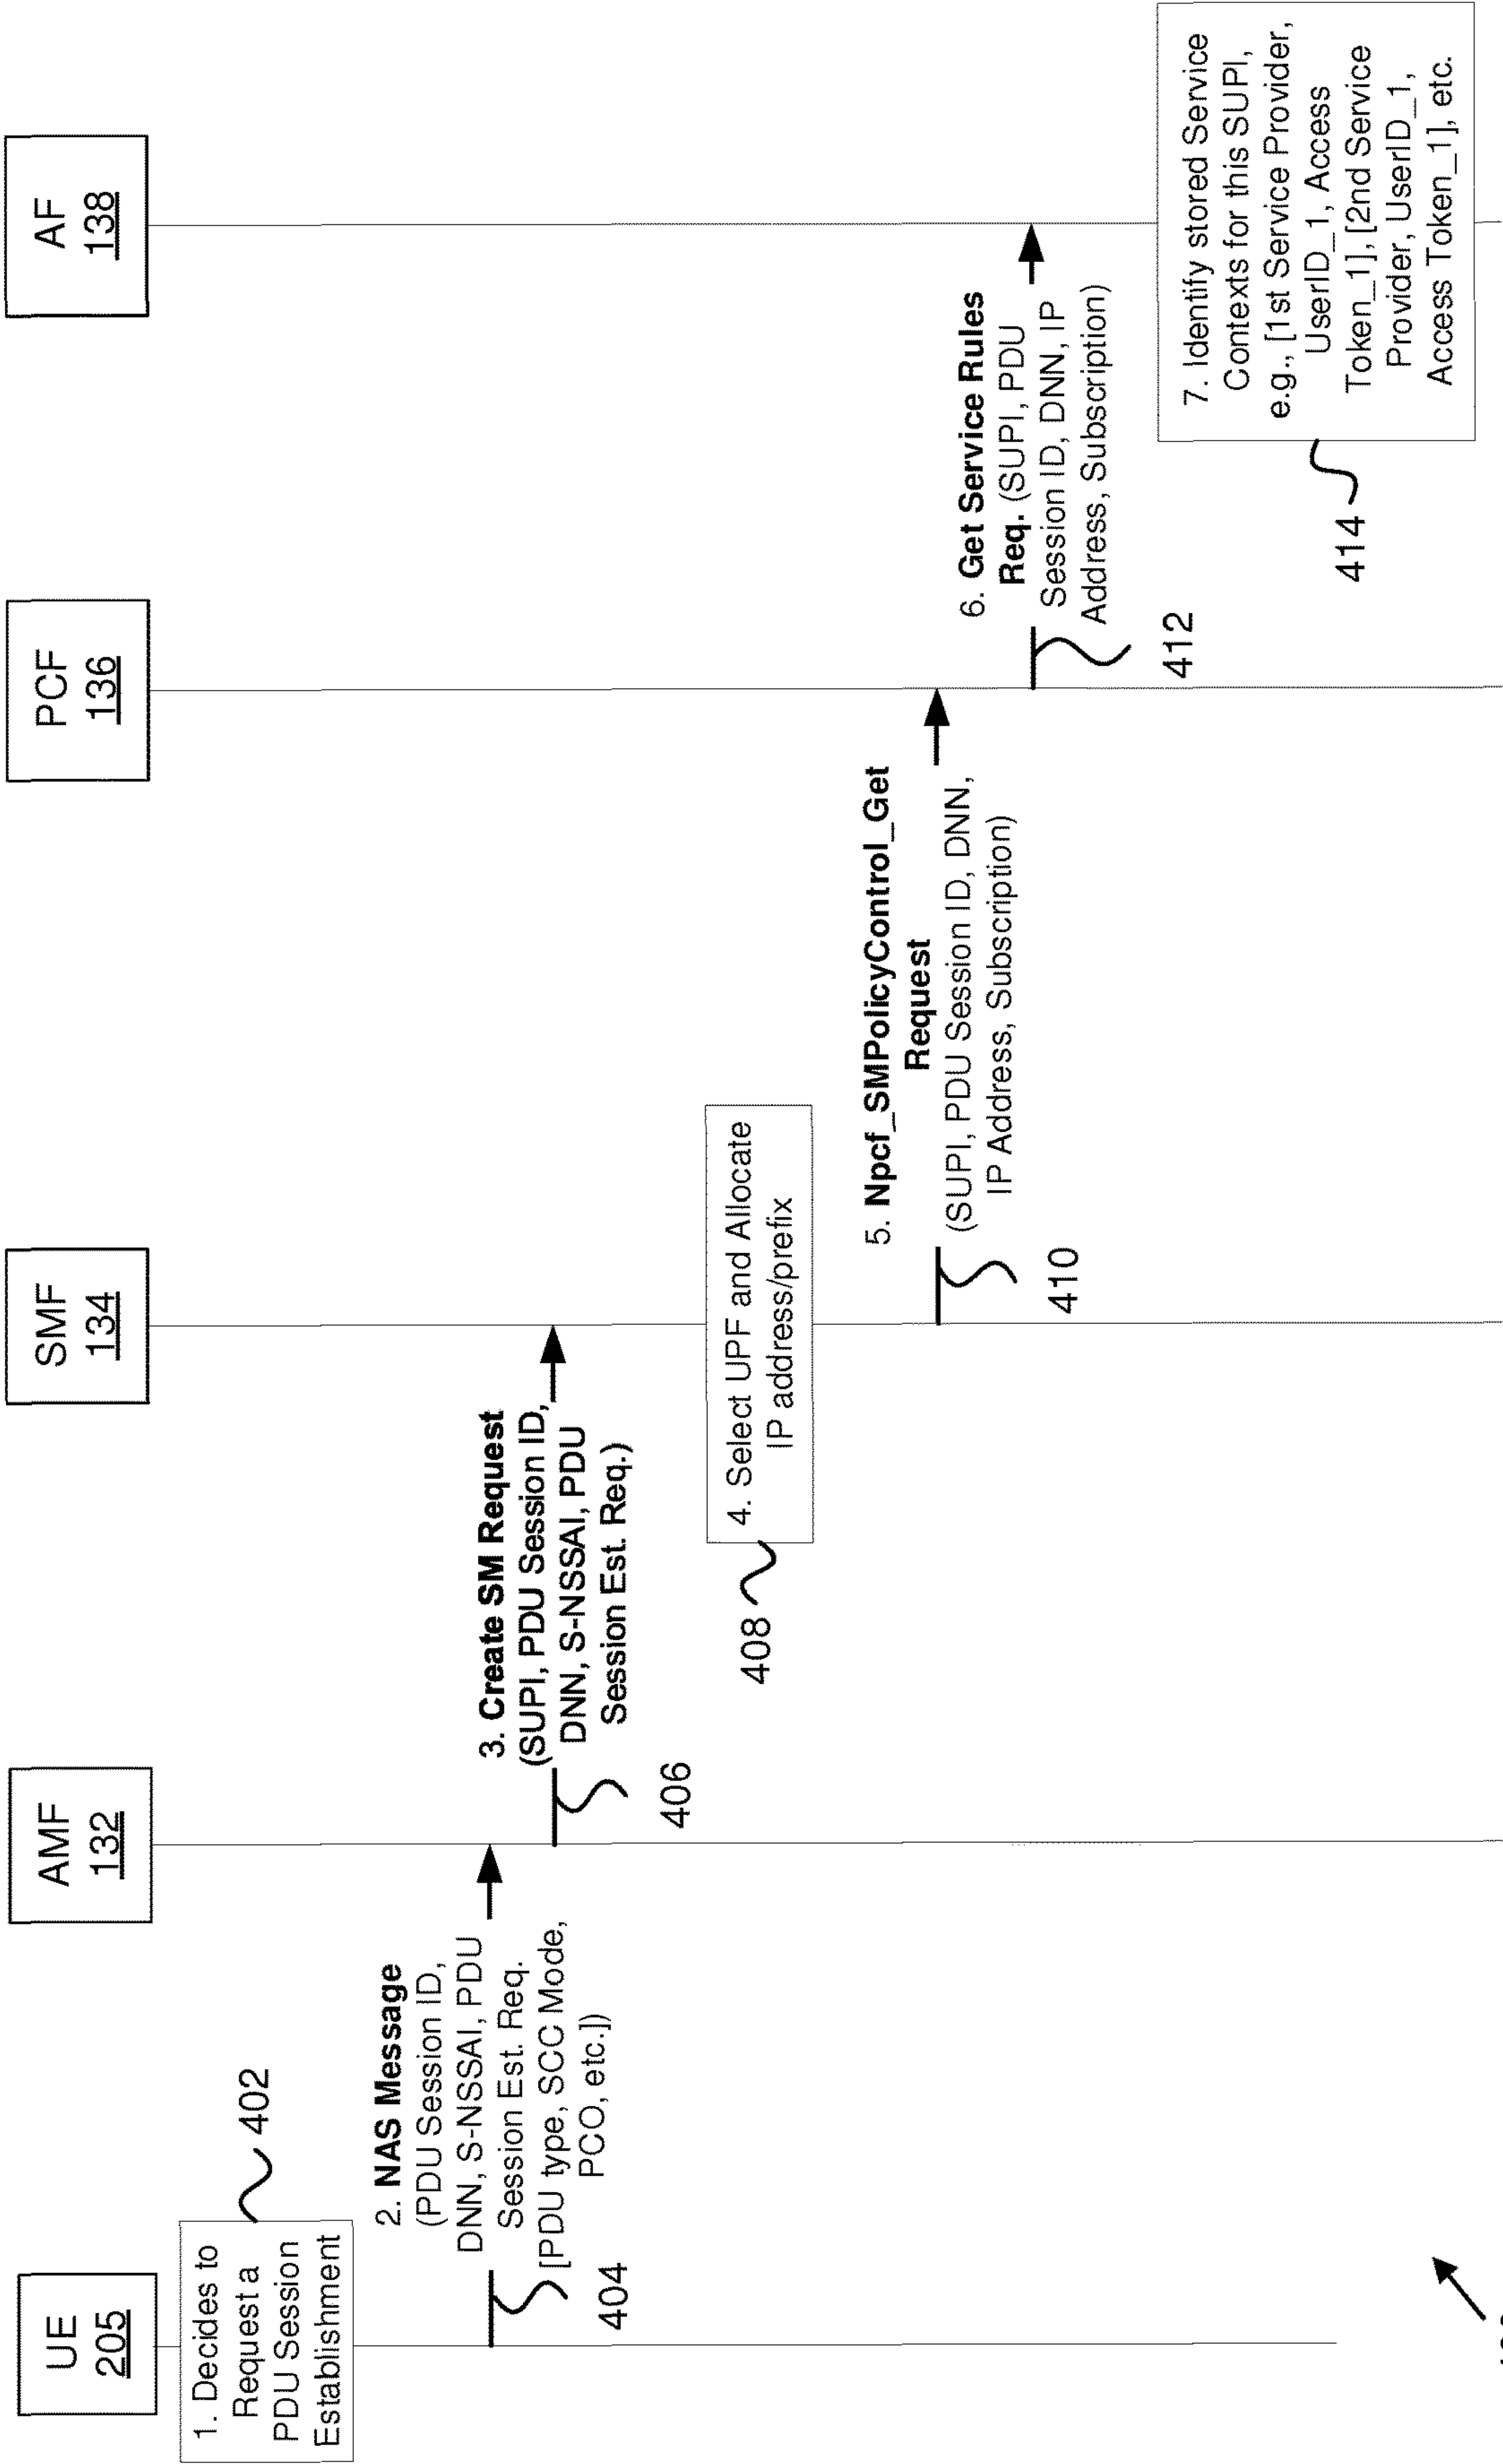 UE
205
AMF
132
SMF
134
PCF
136
AF
138
1. Decides to
Request a
PDU Session
Establishment
402
2. NAS Message
(PDU Session ID,
DNN, S-NSSAI, PDU
Session Est. Req.
[PDU type, SCC Mode,
PCO, etc.])
404
3. Create SM Request
(SUPI, PDU Session ID,
DNN, S-NSSAI, PDU
Session Est. Req.)
406
4. Select UPF and Allocate
IP address/prefix
408
5. Npcf_SMPolicyControl_Get
Request
(SUPI, PDU Session ID, DNN,
IP Address, Subscription)
410
6. Get Service Rules
Req. (SUPI, PDU
Session ID, DNN, IP
Address, Subscription)
412
7. Identify stored Service
Contexts for this SUPI,
e.g., [1st Service Provider,
UserID_1, Access
Token_1], [2nd Service
Provider, UserID_1,
Access Token_1], etc.
414